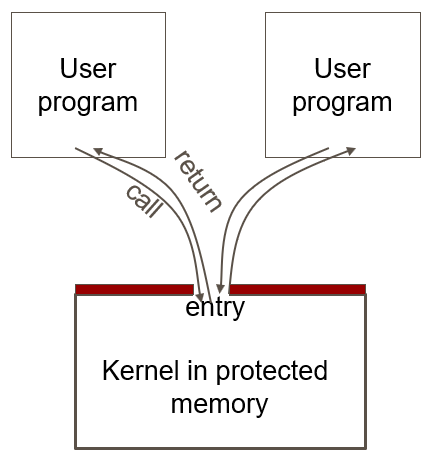 User
program
User
program
return
call
entry
Kernel in protected
memory